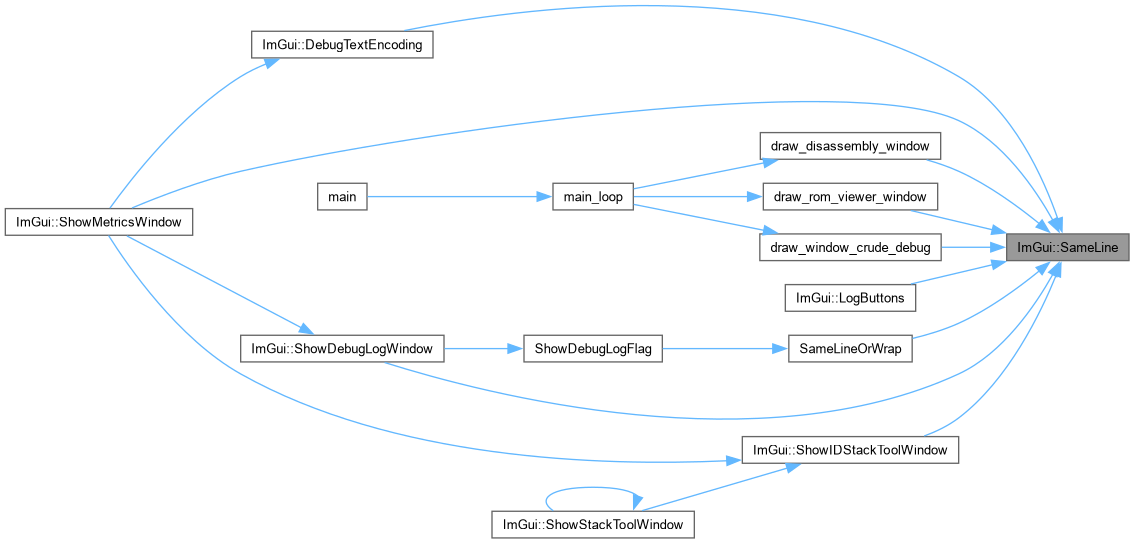 ImGui::DebugTextEncoding
draw_disassembly_window
main
main_loop
draw_rom_viewer_window
ImGui::ShowMetricsWindow
draw_window_crude_debug
ImGui::SameLine
ImGui::LogButtons
ImGui::ShowDebugLogWindow
ShowDebugLogFlag
SameLineOrWrap
ImGui::ShowIDStackToolWindow
ImGui::ShowStackToolWindow